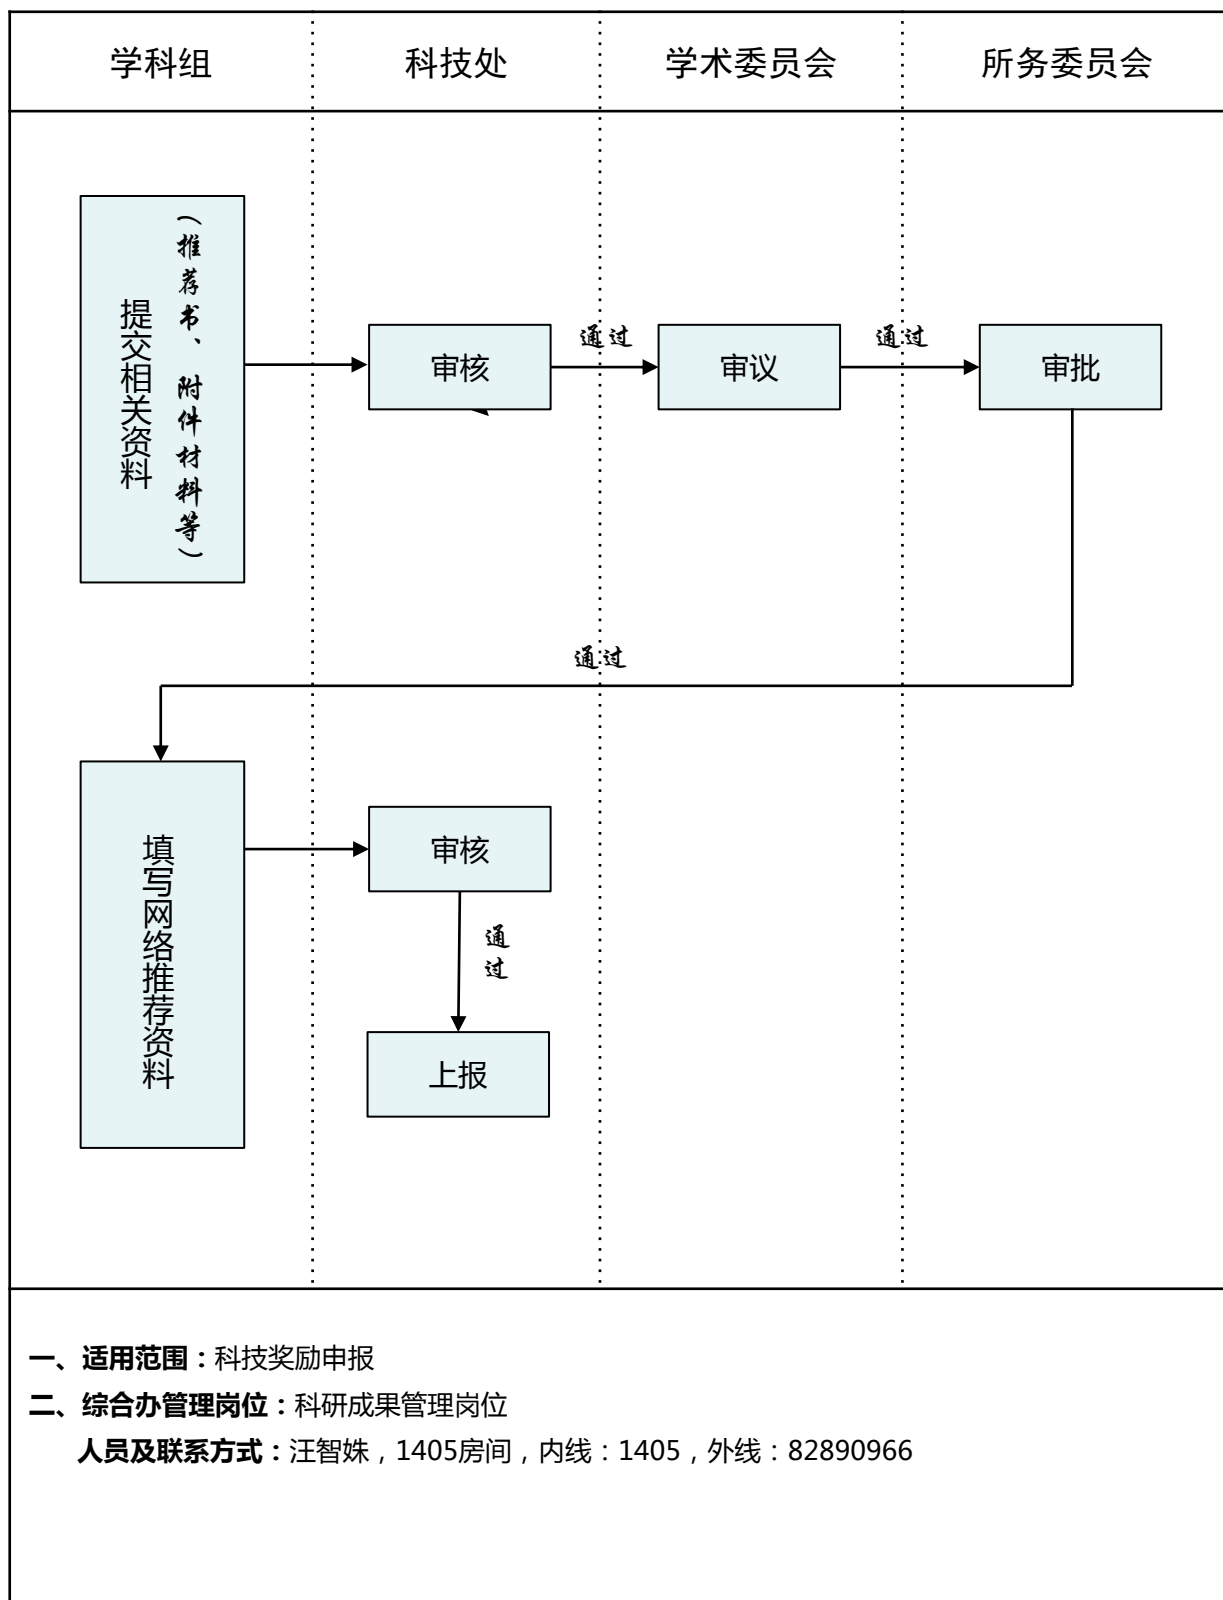 学科组
科技处
学术委员会
所务委员会
提交相关资料
（推荐书、附件材料等）
审核
通过
审议
通过
审批
通过
填写网络推荐资料
审核
通过
上报
一、适用范围：科技奖励申报
二、综合办管理岗位：科研成果管理岗位
人员及联系方式：汪智姝，1405房间，内线：1405，外线：82890966